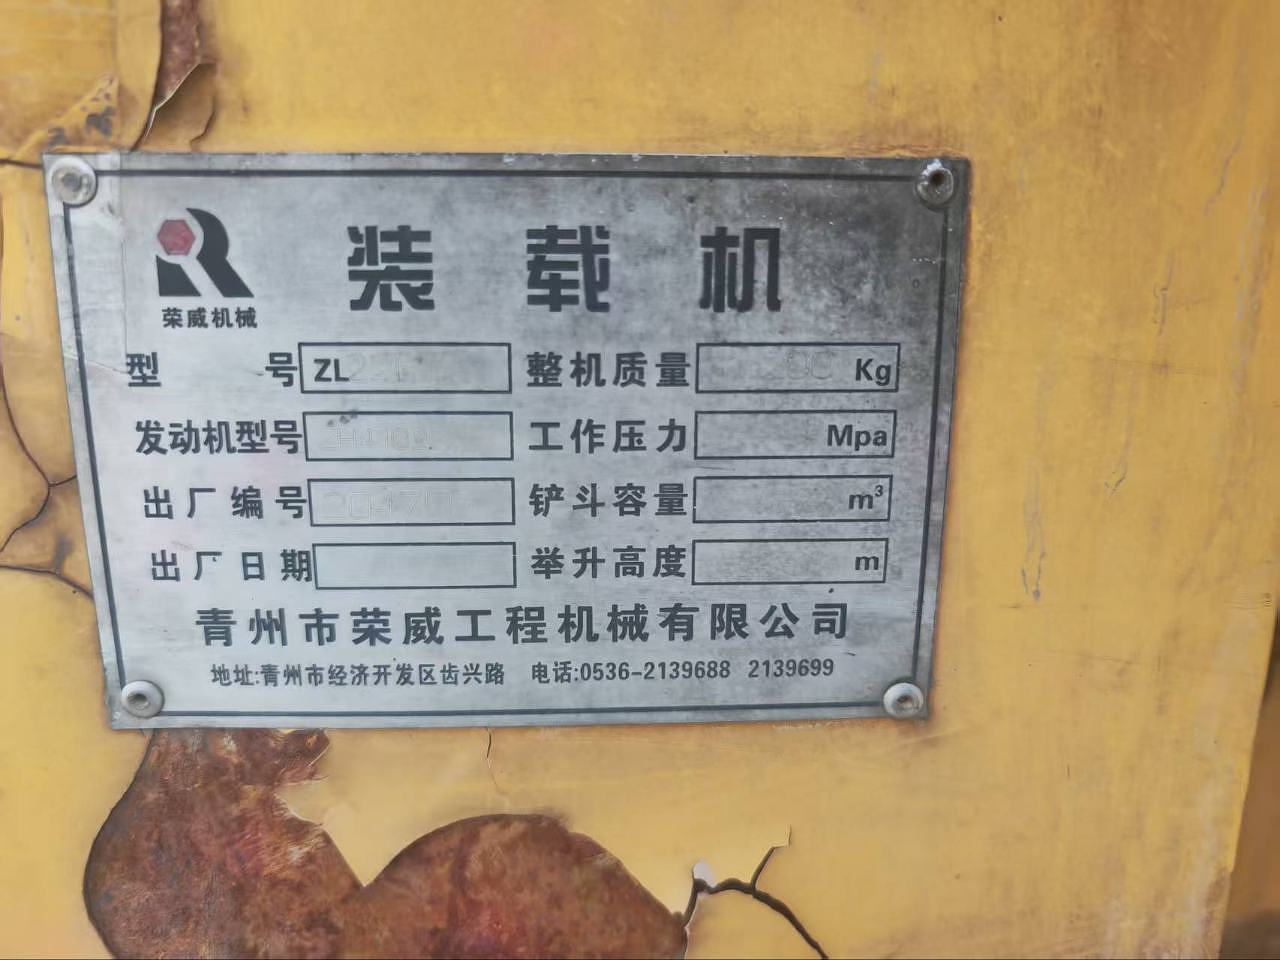 荣威机械
装载机
型号 ZL 整机质量 Kg
发动机型号 工作压力 Mpa
出厂编号 铲斗容量 m³
出厂日期 举升高度 m
青州市荣威工程机械有限公司
地址:青州市经济开发区齿兴路 电话:0536-2139688 2139699